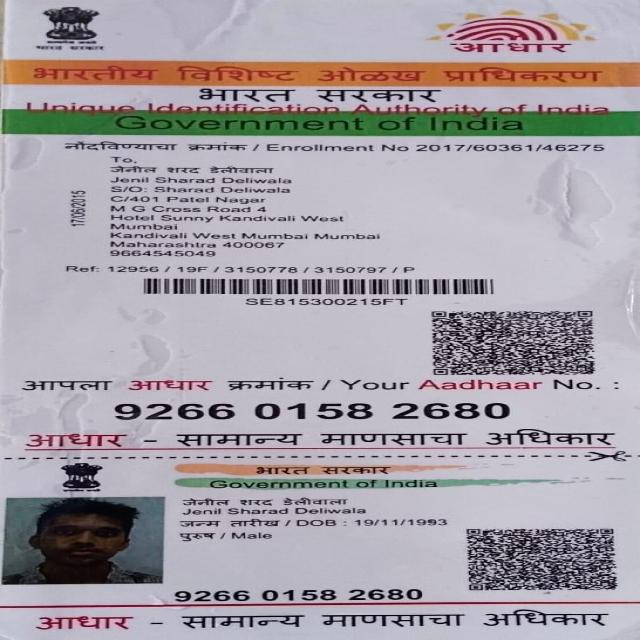 भारत सरकार
आधार
भारतीय विशिष्ट ओळख प्राधिकरण
भारत सरकार
Unique Identification Authority of India
Government of India
नोंदविण्याचा क्रमांक / Enrollment No 2017/60361/46275
To,
जेनील शरद डेलीवाला
Jenil Sharad Deliwala
S/O: Sharad Deliwala
C/401 Patel Nagar
M G Cross Road 4
Hotel Sunny Kandivali West
Mumbai
Kandivali West Mumbai Mumbai
Maharashtra 400067
9664545049
17/06/2015
Ref: 12956 / 19F / 3150778 / 3150797 / P
SE815300215FT
आपला आधार क्रमांक / Your Aadhaar No. :
9266 0158 2680
आधार - सामान्य माणसाचा अधिकार
भारत सरकार
Government of India
जेनील शरद डेलीवाला
Jenil Sharad Deliwala
जन्म तारीख / DOB : 19/11/1993
पुरुष / Male
9266 0158 2680
आधार - सामान्य माणसाचा अधिकार